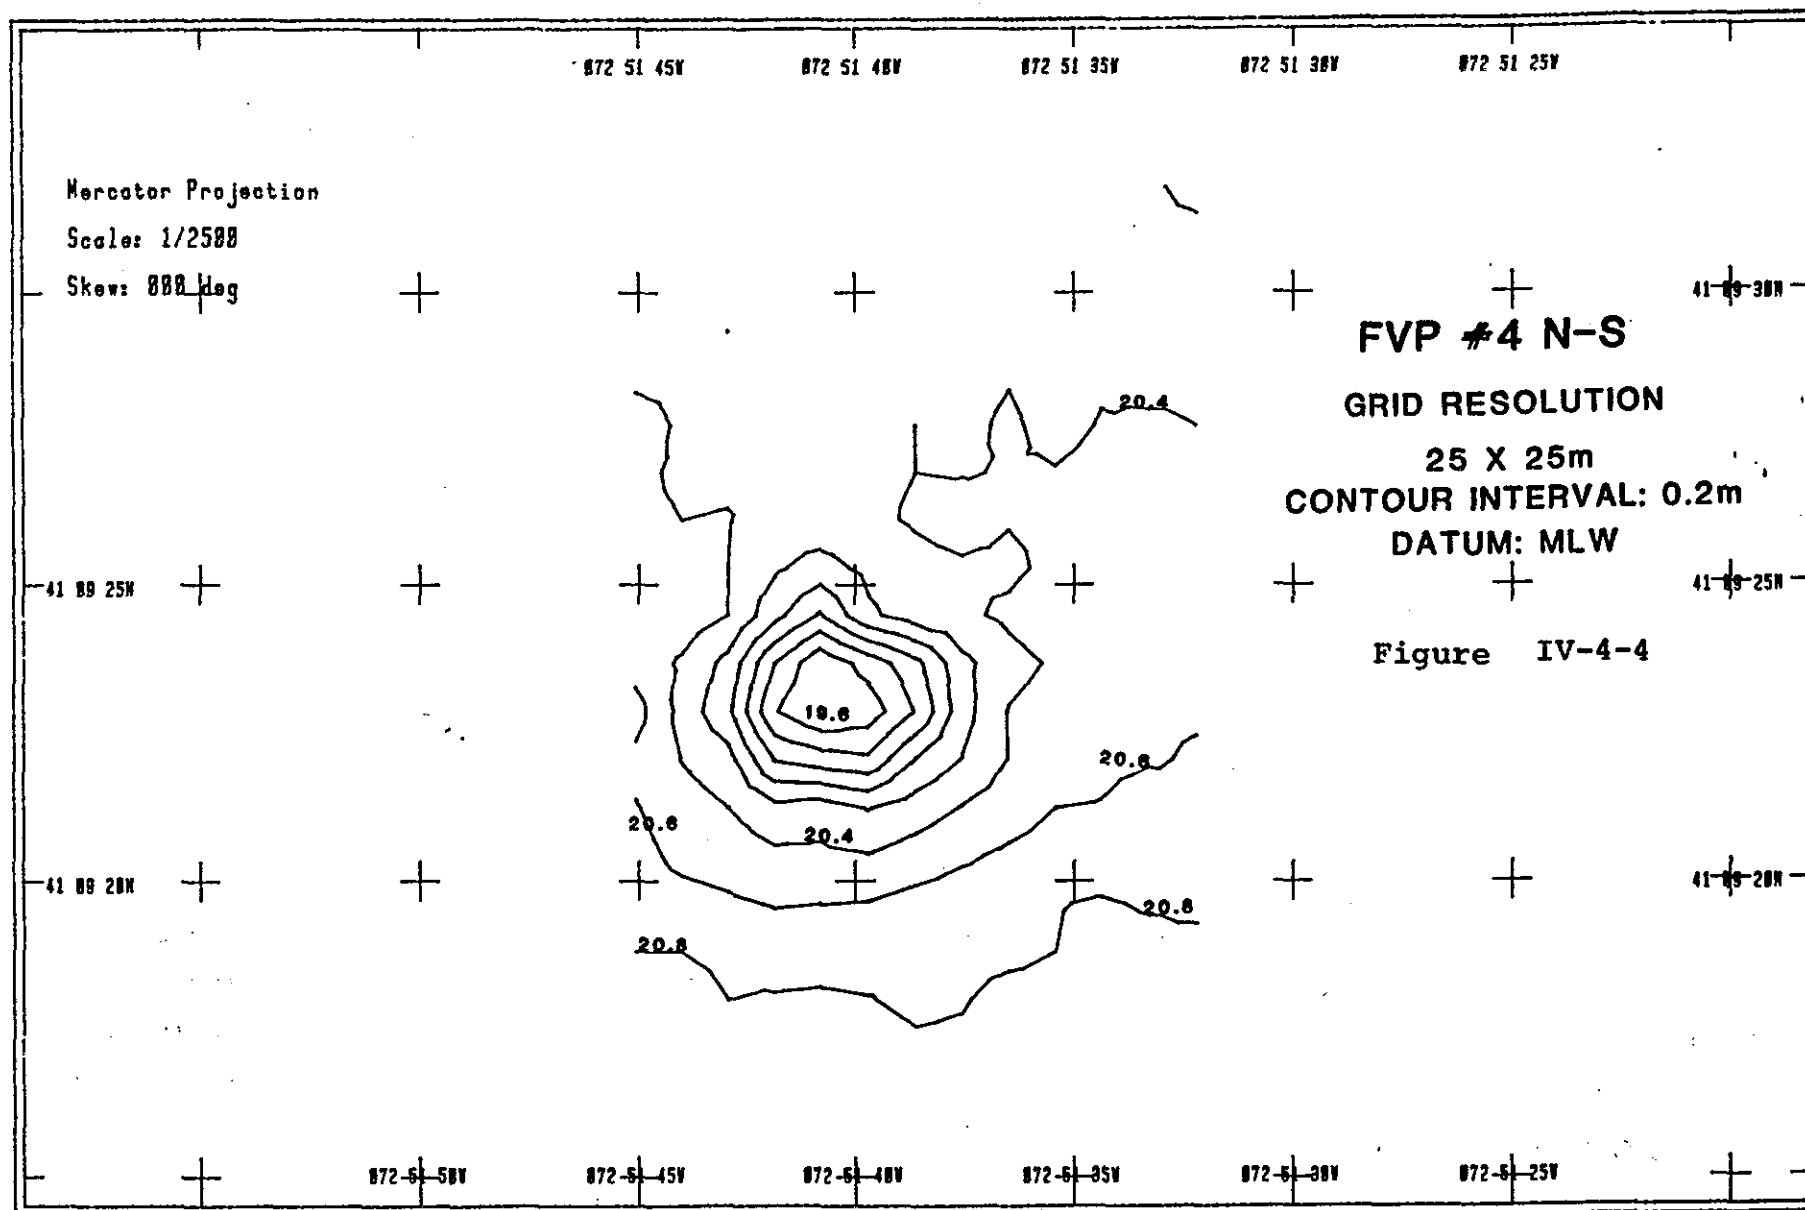 072 51 45W 072 51 40W 072 51 35W 072 51 30W 072 51 25W
Mercator Projection
Scale: 1/2500
Skew: 000 deg
41 09 30N
FVP #4 N-S
GRID RESOLUTION
25 X 25m
CONTOUR INTERVAL: 0.2m
DATUM: MLW
20.4
41 09 25N
41 09 25N
Figure IV-4-4
19.6
20.6
20.6
20.4
41 09 20N
41 09 20N
20.8
20.8
072-51-50W 072-51-45W 072-51-40W 072-51-35W 072-51-30W 072-51-25W